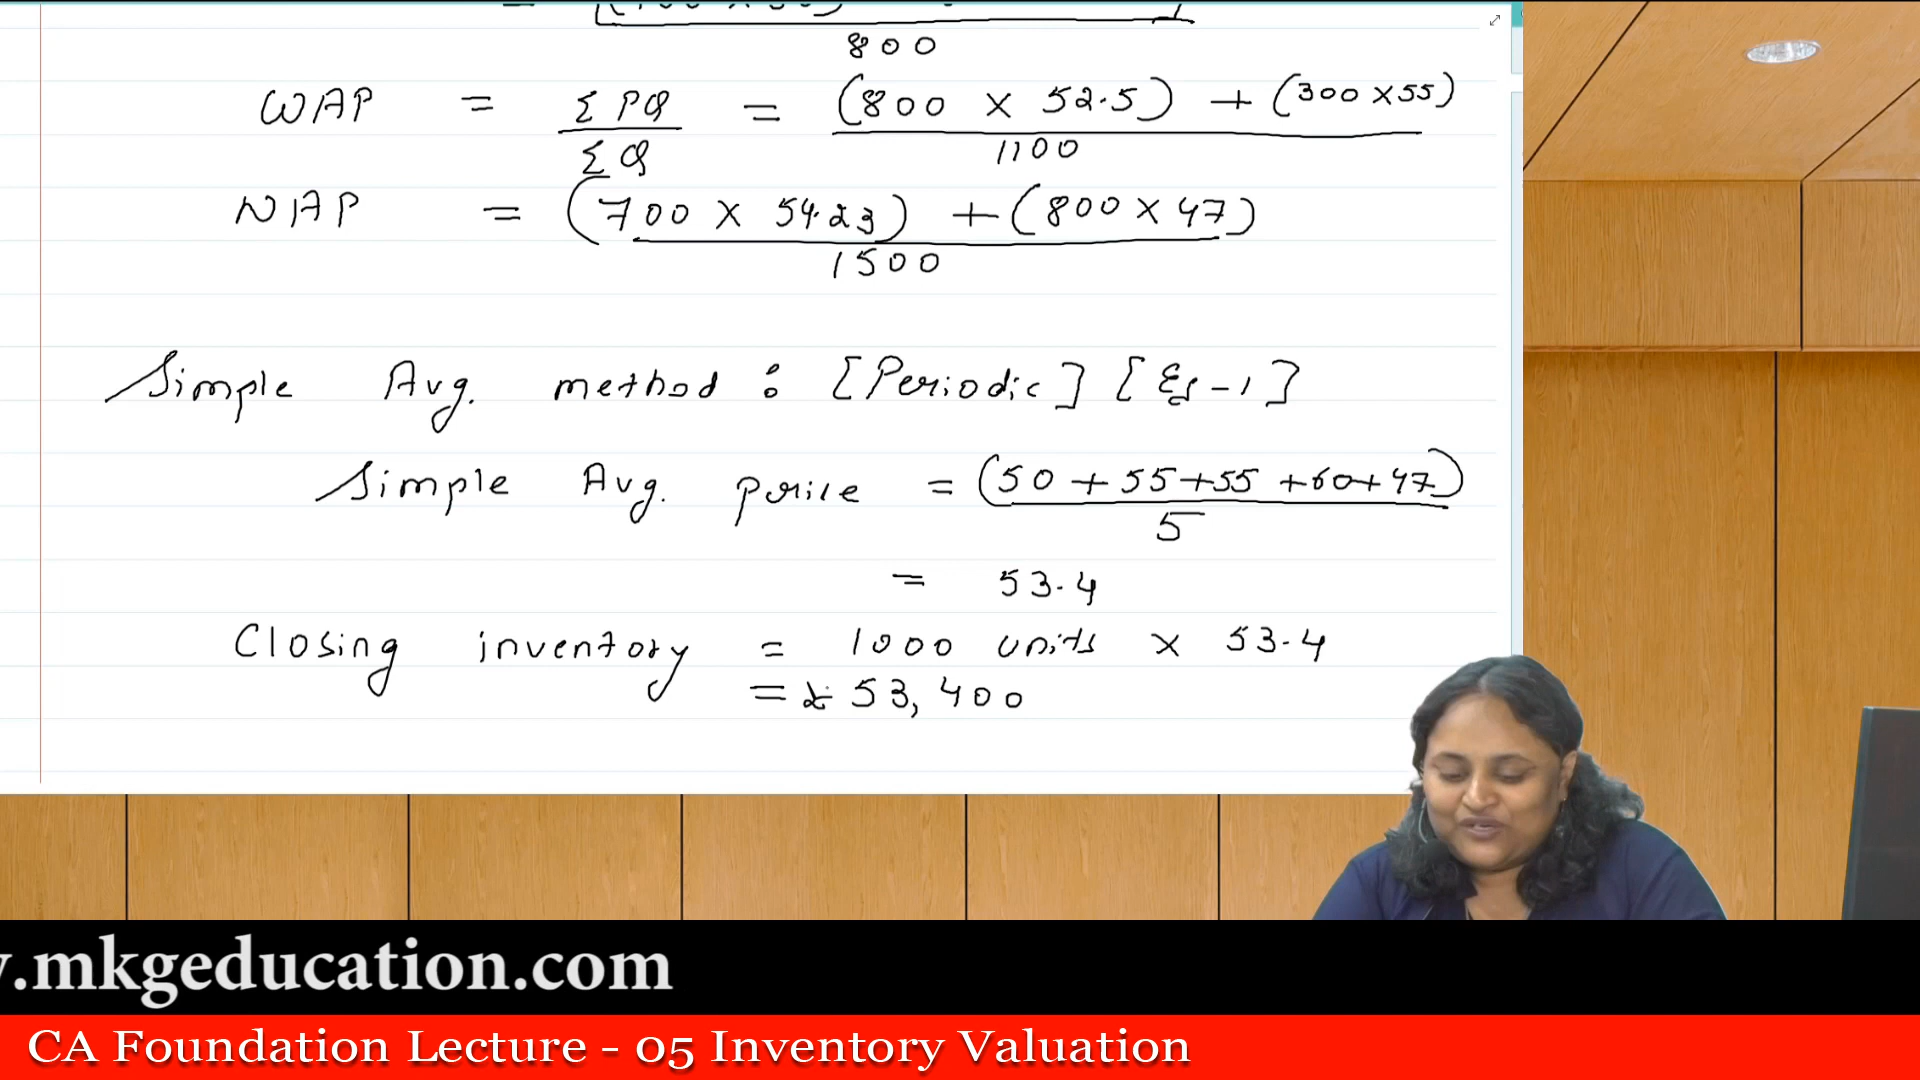 800
WAP = ΣPQ / ΣQ = (800 × 52.5) + (300 × 55) / 1100
WAP = (700 × 54.23) + (800 × 47) / 1500
Simple Avg. method : [Periodic] [Eg-1]
Simple Avg. price = (50 + 55 + 55 + 60 + 47) / 5
= 53.4
Closing inventory = 1000 units × 53.4
= ₹ 53,400
.mkgeducation.com
CA Foundation Lecture - 05 Inventory Valuation